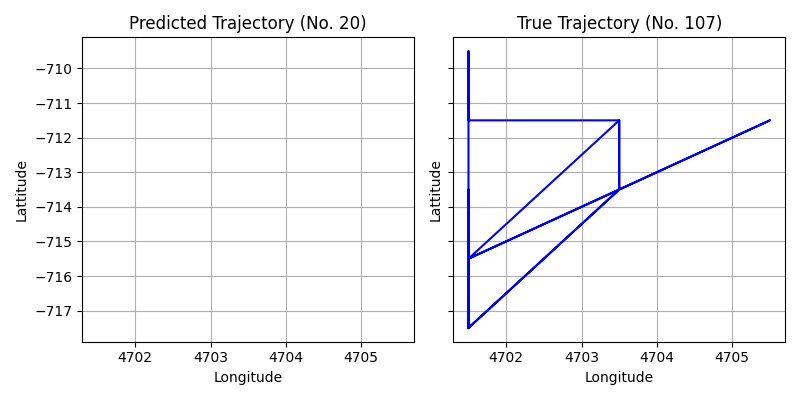 Predicted Trajectory (No. 20)
True Trajectory (No. 107)
−710
−711
−712
−713
−714
−715
−716
−717
Lattitude
Lattitude
4702 4703 4704 4705
4702 4703 4704 4705
Longitude
Longitude